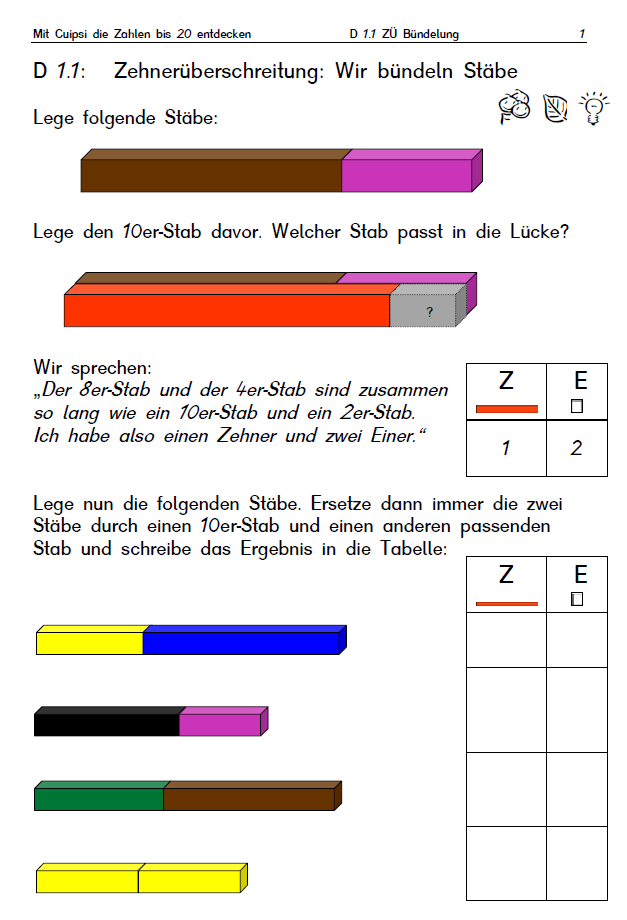 Mit Cuipsi die Zahlen bis 20 entdecken D 1.1 ZÜ Bündelung 1
D 1.1: Zehnerüberschreitung: Wir bündeln Stäbe
Lege folgende Stäbe:
Lege den 10er-Stab davor. Welcher Stab passt in die Lücke?
?
Wir sprechen:
„Der 8er-Stab und der 4er-Stab sind zusammen
so lang wie ein 10er-Stab und ein 2er-Stab.
Ich habe also einen Zehner und zwei Einer.“
Z E
1 2
Lege nun die folgenden Stäbe. Ersetze dann immer die zwei
Stäbe durch einen 10er-Stab und einen anderen passenden
Stab und schreibe das Ergebnis in die Tabelle:
Z E